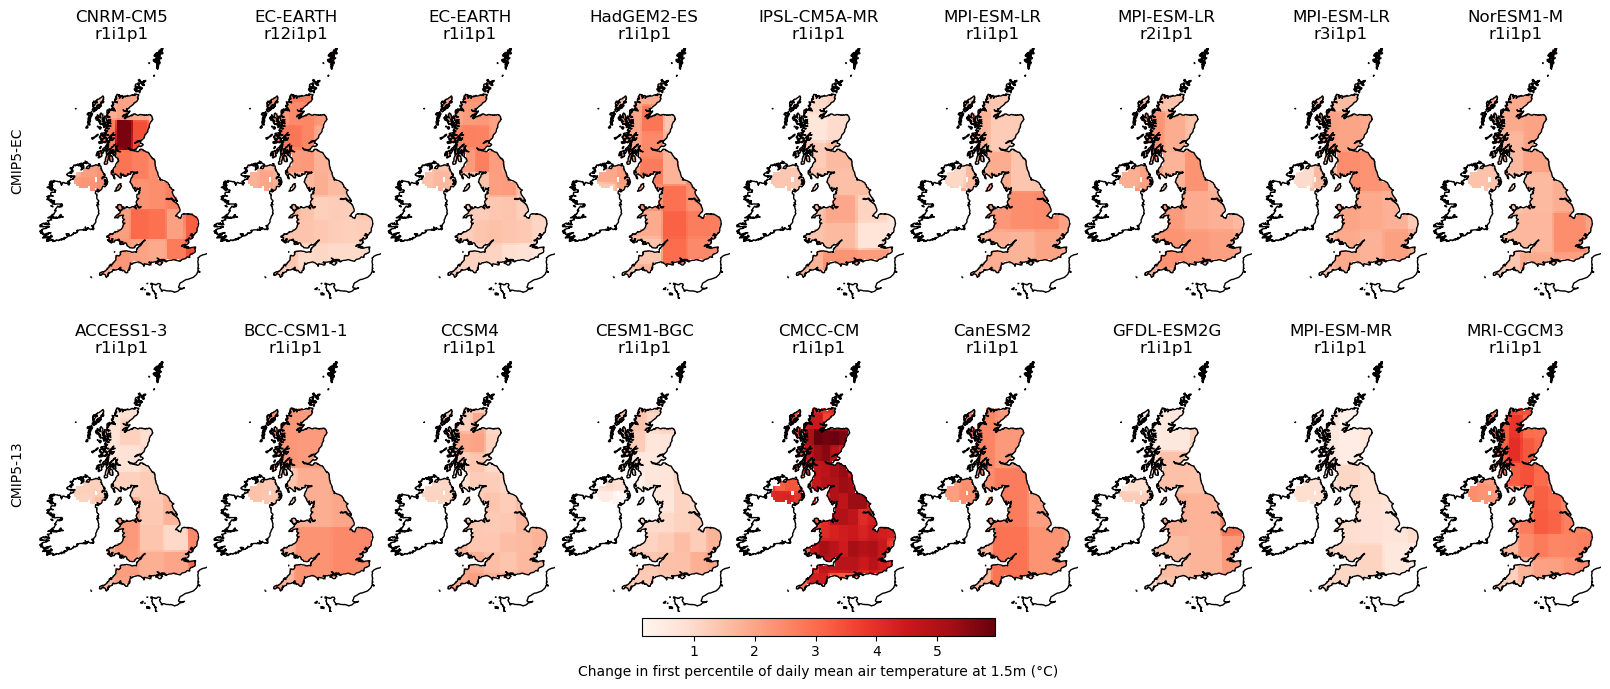 CNRM-CM5
r1i1p1
EC-EARTH
r12i1p1
EC-EARTH
r1i1p1
HadGEM2-ES
r1i1p1
IPSL-CM5A-MR
r1i1p1
MPI-ESM-LR
r1i1p1
MPI-ESM-LR
r2i1p1
MPI-ESM-LR
r3i1p1
NorESM1-M
r1i1p1
CMIP5-EC
ACCESS1-3
r1i1p1
BCC-CSM1-1
r1i1p1
CCSM4
r1i1p1
CESM1-BGC
r1i1p1
CMCC-CM
r1i1p1
CanESM2
r1i1p1
GFDL-ESM2G
r1i1p1
MPI-ESM-MR
r1i1p1
MRI-CGCM3
r1i1p1
CMIP5-13
1 2 3 4 5
Change in first percentile of daily mean air temperature at 1.5m (°C)